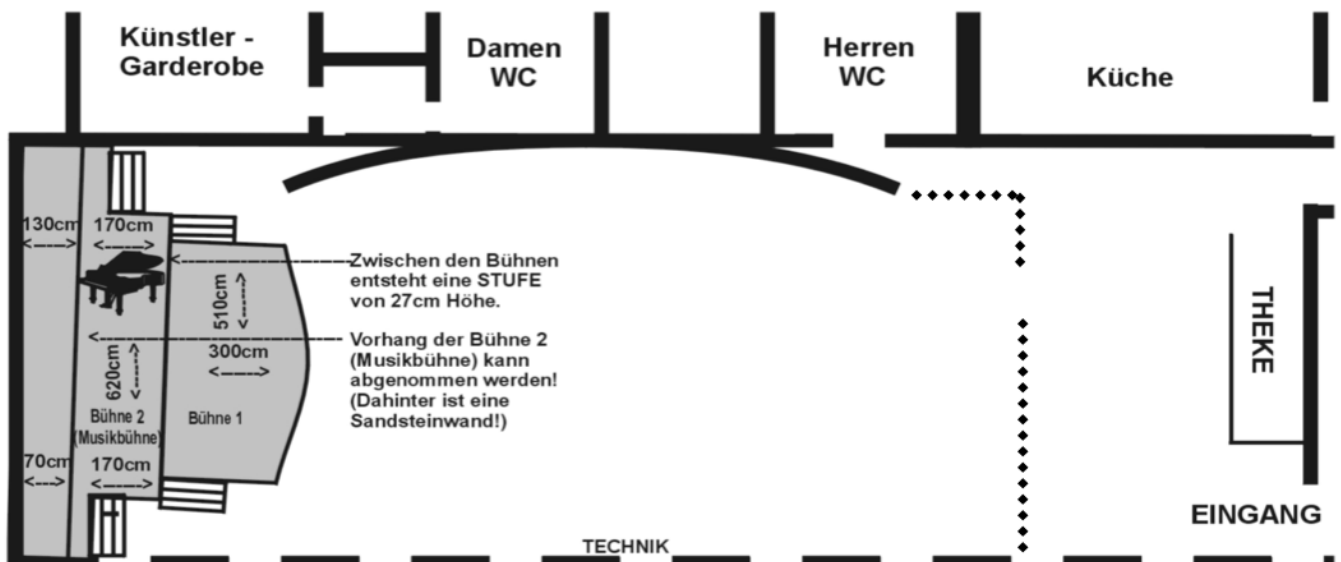 Künstler -
Garderobe
Damen
WC
Herren
WC
Küche
130cm
170cm
Zwischen den Bühnen
entsteht eine STUFE
von 27cm Höhe.
510cm
Vorhang der Bühne 2
(Musikbühne) kann
abgenommen werden!
(Dahinter ist eine
Sandsteinwand!)
300cm
620cm
Bühne 2
(Musikbühne)
Bühne 1
70cm
170cm
THEKE
EINGANG
TECHNIK